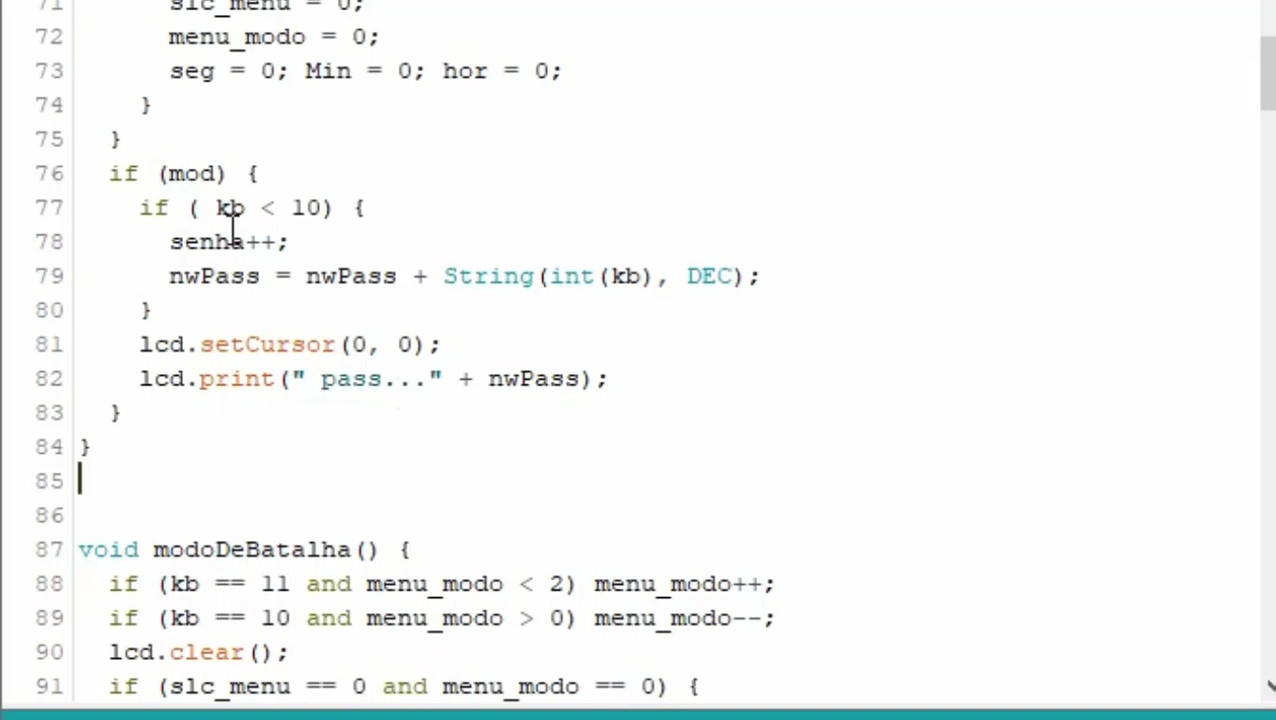 71 slc_menu = 0;
72 menu_modo = 0;
73 seg = 0; Min = 0; hor = 0;
74 }
75 }
76 if (mod) {
77 if ( kb < 10) {
78 senha++;
79 nwPass = nwPass + String(int(kb), DEC);
80 }
81 lcd.setCursor(0, 0);
82 lcd.print(" pass..." + nwPass);
83 }
84 }
85
86
87 void modoDeBatalha() {
88 if (kb == 11 and menu_modo < 2) menu_modo++;
89 if (kb == 10 and menu_modo > 0) menu_modo--;
90 lcd.clear();
91 if (slc_menu == 0 and menu_modo == 0) {